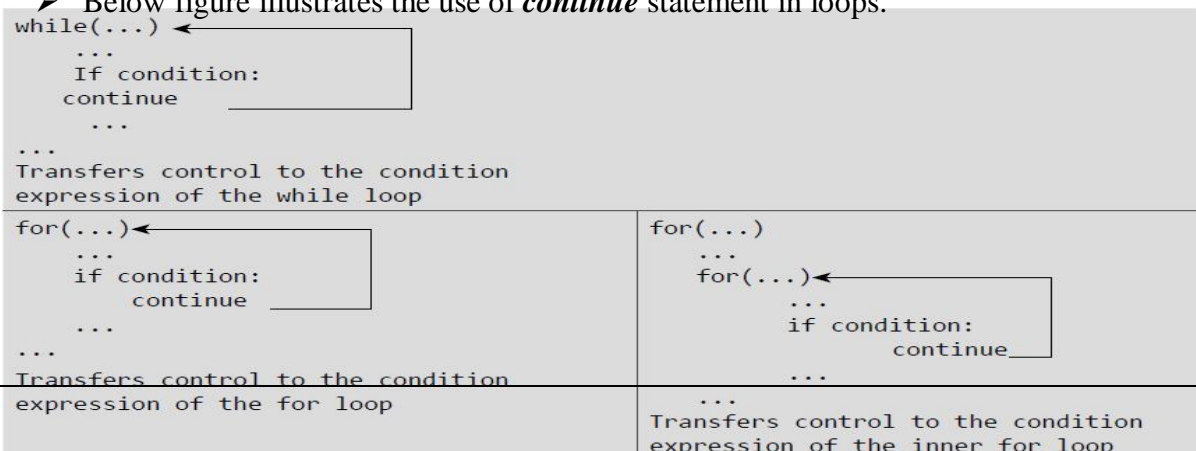 ➤ Below figure illustrates the use of continue statement in loops.
while(...)
...
If condition:
continue
...
...
Transfers control to the condition
expression of the while loop
for(...)
...
if condition:
continue
...
...
Transfers control to the condition
expression of the for loop
for(...)
...
for(...)
...
if condition:
continue
...
...
Transfers control to the condition
expression of the inner for loop